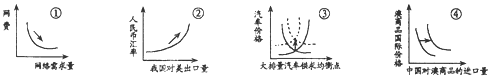 网费
①
网络需求量
人民币汇率
②
我国对美出口量
汽车价格
③
大排量汽车供求均衡点
澳商品国际价格
④
中国对澳商品的进口量